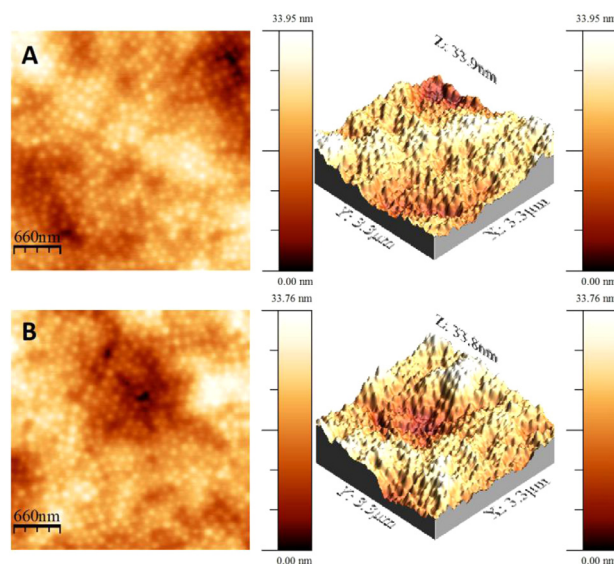 33.95 nm
33.95 nm
A
Z: 33.9nm
660nm
Y: 3.3µm
X: 3.3µm
0.00 nm
0.00 nm
33.76 nm
33.76 nm
B
Z: 33.8nm
660nm
Y: 3.3µm
X: 3.3µm
0.00 nm
0.00 nm